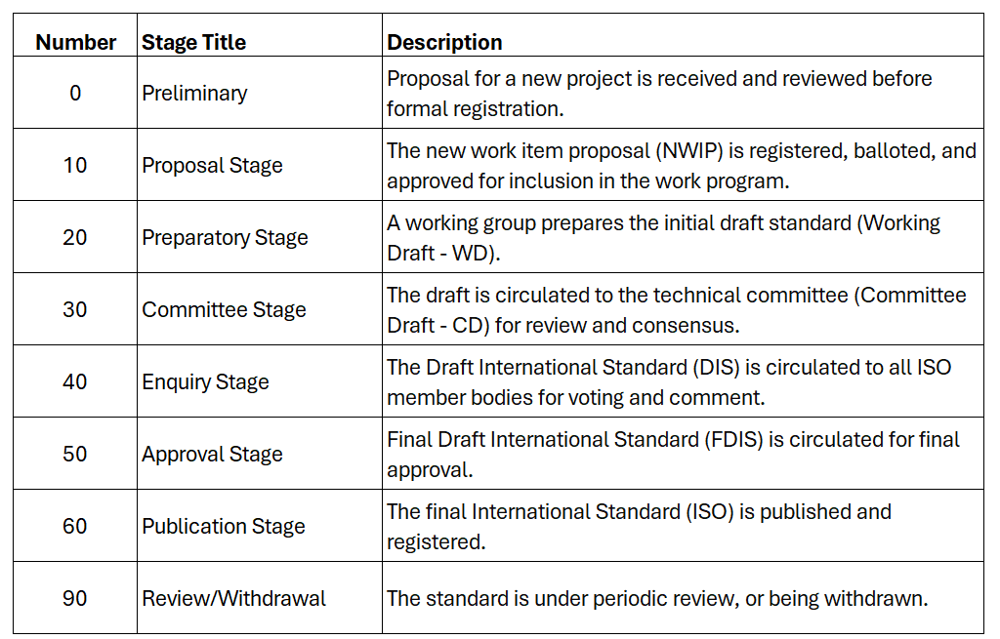 Number Stage Title Description
0 Preliminary Proposal for a new project is received and reviewed before
formal registration.
10 Proposal Stage The new work item proposal (NWIP) is registered, balloted, and
approved for inclusion in the work program.
20 Preparatory Stage A working group prepares the initial draft standard (Working
Draft - WD).
30 Committee Stage The draft is circulated to the technical committee (Committee
Draft - CD) for review and consensus.
40 Enquiry Stage The Draft International Standard (DIS) is circulated to all ISO
member bodies for voting and comment.
50 Approval Stage Final Draft International Standard (FDIS) is circulated for final
approval.
60 Publication Stage The final International Standard (ISO) is published and
registered.
90 Review/Withdrawal The standard is under periodic review, or being withdrawn.